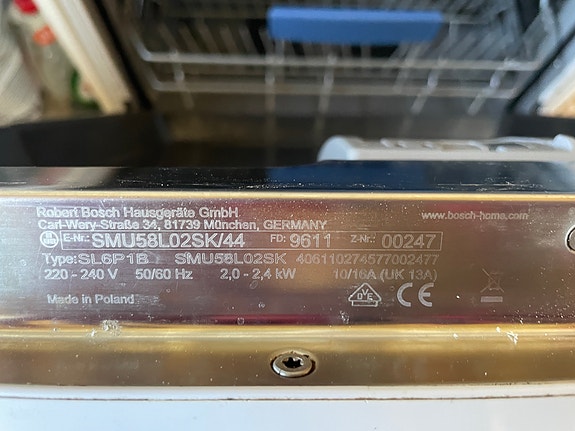 Robert Bosch Hausgeräte GmbH
www.bosch-home.com
Carl-Wery-Straße 34, 81739 München, GERMANY
E-Nr.: SMU58L02SK/44 FD: 9611 Z-Nr.: 00247
Type: SL6P1B SMU58L02SK 406110274577002477
220 - 240 V 50/60 Hz 2,0 - 2,4 kW 10/16A (UK 13A)
Made in Poland
OVE CE